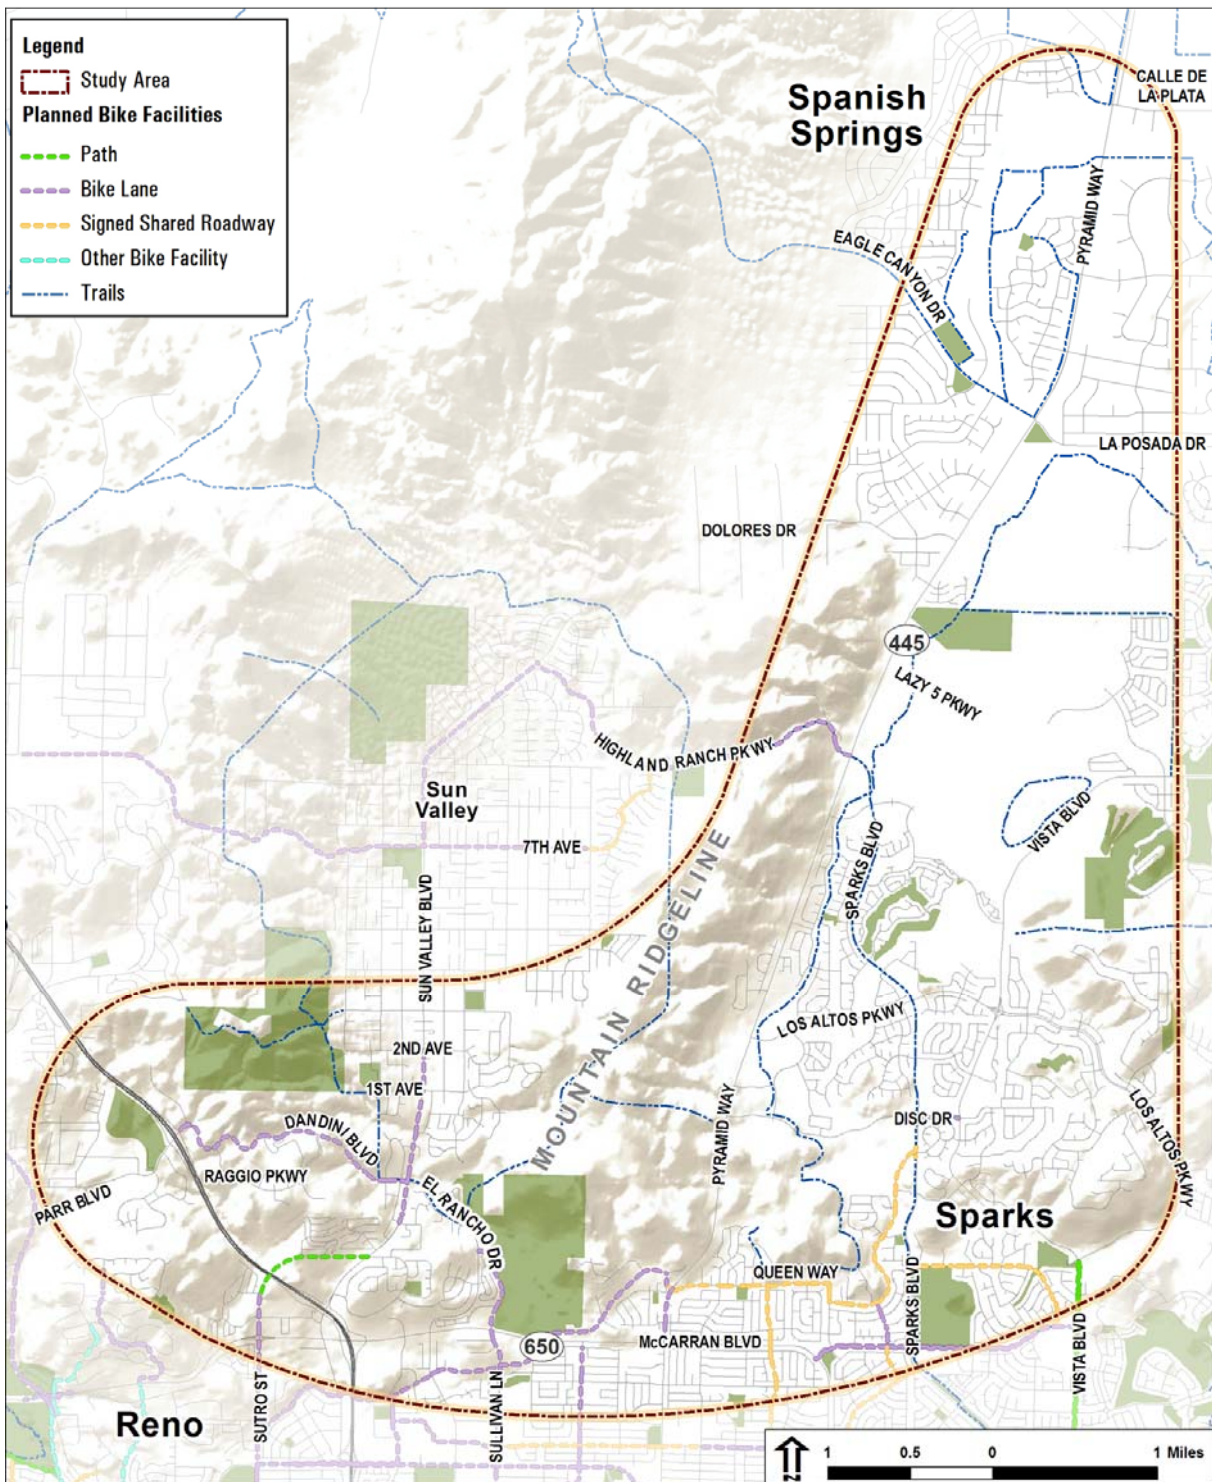 Legend
Study Area
Planned Bike Facilities
Path
Bike Lane
Signed Shared Roadway
Other Bike Facility
Trails
Spanish
Springs
CALLE DE
LA PLATA
PYRAMID WAY
EAGLE CANYON DR
LA POSADA DR
DOLORES DR
445
LAZY 5 PKWY
HIGHLAND RANCH PKWY
Sun
Valley
7TH AVE
VISTA BLVD
SPARKS BLVD
MOUNTAIN RIDGELINE
SUN VALLEY BLVD
LOS ALTOS PKWY
2ND AVE
1ST AVE
DANDINI BLVD
PYRAMID WAY
DISC DR
LOS ALTOS PKWY
RAGGIO PKWY
EL RANCHO DR
PARR BLVD
Sparks
QUEEN WAY
SPARKS BLVD
McCARRAN BLVD
650
VISTA BLVD
SUTRO ST
SULLIVAN LN
Reno
N
1 0.5 0 1 Miles